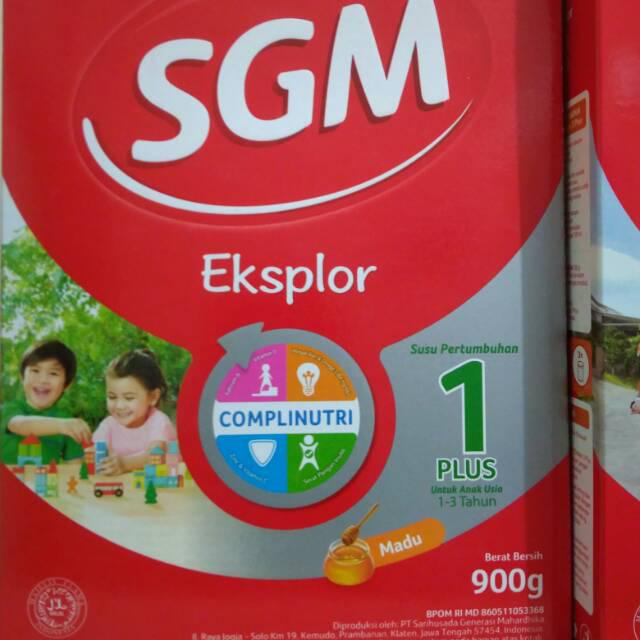 SGM
Eksplor
COMPLINUTRI
Susu Pertumbuhan
1
PLUS
Untuk Anak Usia
1-3 Tahun
Madu
Berat Bersih
900g
BPOM RI MD 860511053368
Diproduksi oleh: PT Sarihusada Generasi Mahardhika
Jl. Raya Jogja - Solo Km 19, Kemudo, Prambanan, Klaten, Jawa Tengah 57454, Indonesia.